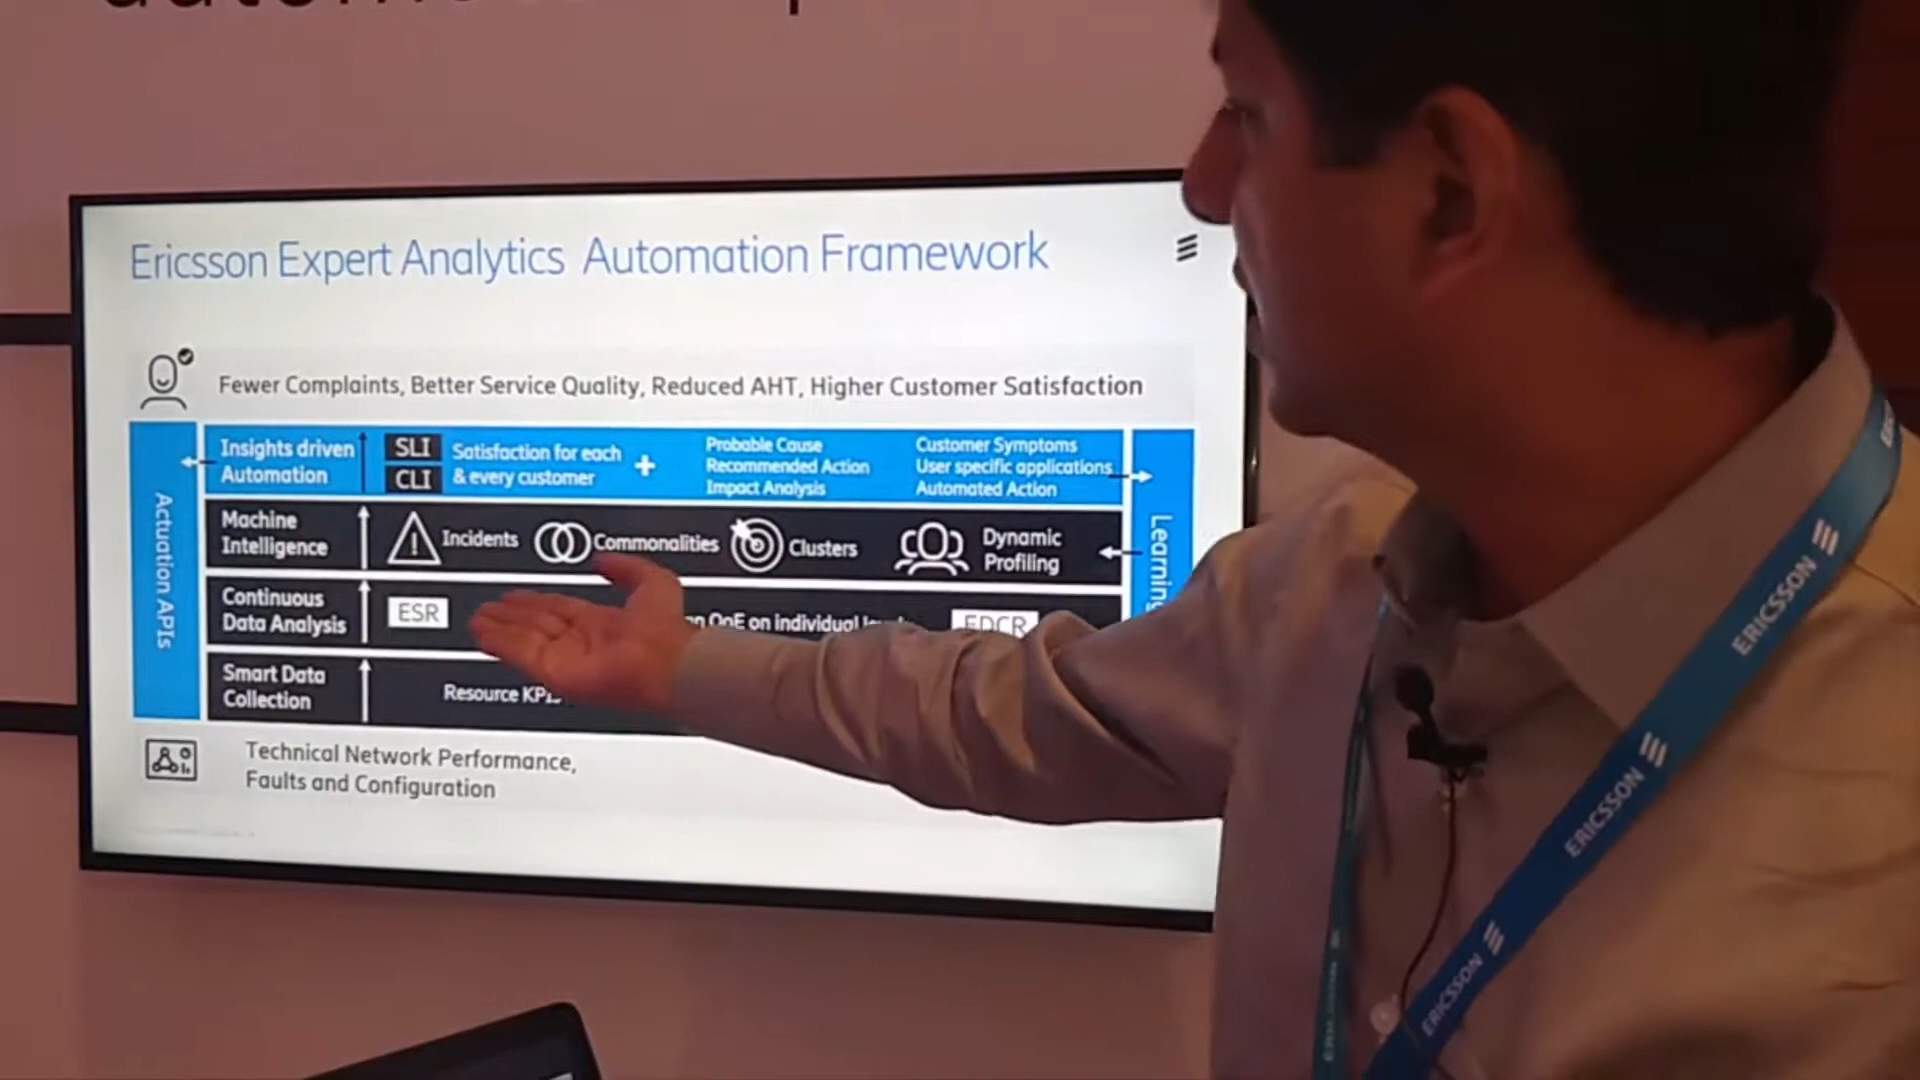 Ericsson Expert Analytics Automation Framework
Fewer Complaints, Better Service Quality, Reduced AHT, Higher Customer Satisfaction
Actuation APIs
Insights driven
Automation
SLI
CLI
Satisfaction for each
& every customer
+
Probable Cause
Recommended Action
Impact Analysis
Customer Symptoms
User specific applications
Automated Action
Machine
Intelligence
Incidents
Commonalities
Clusters
Dynamic
Profiling
Learning
Continuous
Data Analysis
ESR
QoE on individual
EDCR
Smart Data
Collection
Resource
Technical Network Performance,
Faults and Configuration
ERICSSON
ERICSSON
ERICSSON